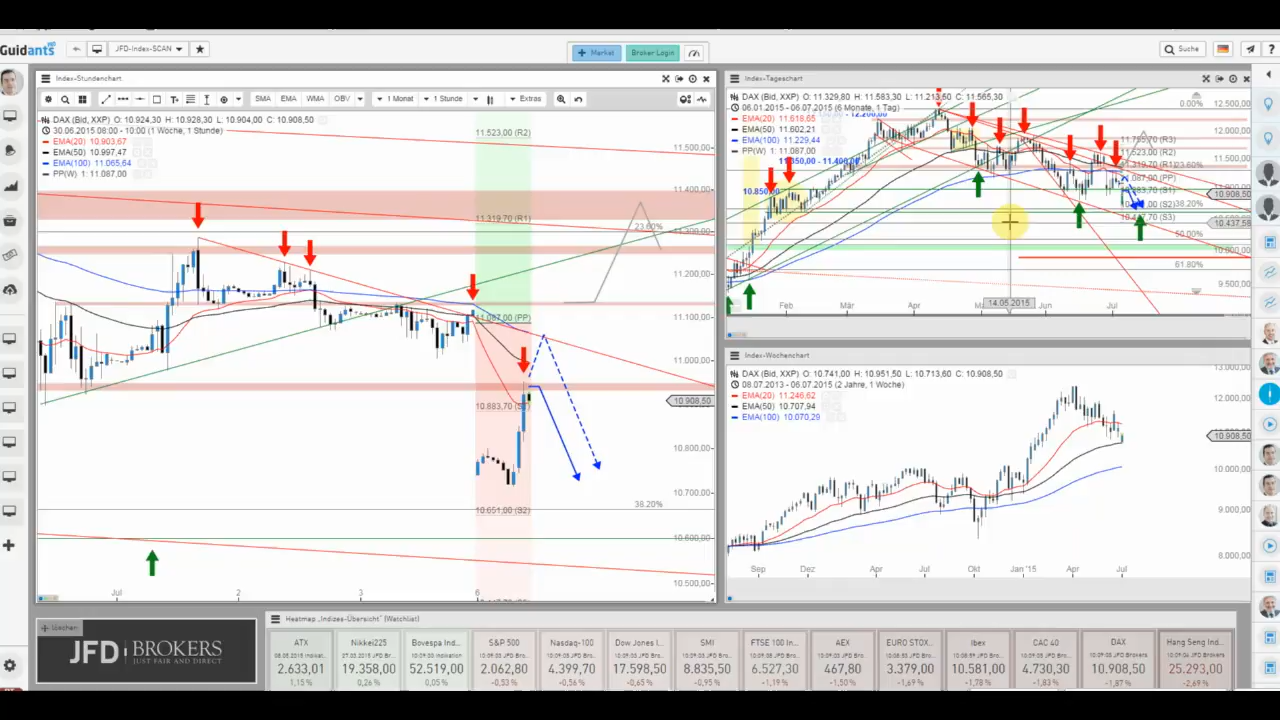 Guidants
JFD-Index-SCAN
+ Market
Broker-Login
Suche
?
Index-Stundenchart
SMA
EMA
WMA
OBV
1 Monat
1 Stunde
Extras
DAX (Bid, XXP) O: 10.824,30 H: 10.928,30 L: 10.904,00 C: 10.908,50
30.06.2015 08:00 - 10:00 (1 Woche, 1 Stunde)
EMA(20) 10.903,67
EMA(50) 10.997,47
EMA(100) 11.065,64
PP(W) 1: 11.087,00
11.523,00 (R2)
11.319,70 (R1)
23.60%
11.087,00 (PP)
10.883,70 (S1)
10.651,00 (S2)
38.20%
11.500,00
11.400,00
11.300,00
11.200,00
11.100,00
11.000,00
10.908,50
10.800,00
10.700,00
10.600,00
10.500,00
Jul
2
3
6
Index-Tageschart
DAX (Bid, XXP) O: 11.329,80 H: 11.583,30 L: 11.213,50 C: 11.565,30
06.01.2015 - 06.07.2015 (6 Monate, 1 Tag)
EMA(20) 11.618,65
EMA(50) 11.602,21
EMA(100) 11.229,44
PP(W) 1: 11.087,00
12.200,00
11.350,00 - 11.400,00
10.850,00
0.00%
23.60%
38.20%
50.00%
61.80%
12.500,00
12.000,00
11.500,00
10.908,50
10.437,58
10.000,00
9.500,00
Feb
Mär
Apr
14.05.2015
Jun
Jul
Index-Wochenchart
DAX (Bid, XXP) O: 10.741,00 H: 10.951,50 L: 10.713,60 C: 10.908,50
08.07.2013 - 06.07.2015 (2 Jahre, 1 Woche)
EMA(20) 11.246,62
EMA(50) 10.707,94
EMA(100) 10.070,29
13.000,00
12.000,00
10.908,50
10.000,00
9.000,00
8.000,00
Sep
Dez
Apr
Jul
Okt
Jan '15
Apr
Jul
+ löschen
JFD BROKERS
JUST FAIR AND DIRECT
Heatmap „Indizes-Übersicht“ (Watchlist)
ATX
Nikkei225
Bovespa Ind...
S&P 500
Nasdaq-100
Dow Jones I...
SMI
FTSE 100 In...
AEX
EURO STOX...
Ibex
CAC 40
DAX
Hang Seng Ind...
2.633,01
19.358,00
52.519,00
2.062,80
4.399,70
17.598,50
8.835,50
6.527,30
467,80
3.379,00
10.581,00
4.730,30
10.908,50
25.293,00
1,15 %
0,26 %
0,05 %
-0,53 %
-0,56 %
-0,65 %
-0,95 %
-1,19 %
-1,50 %
-1,69 %
-1,78 %
-1,83 %
-1,87 %
-2,69 %